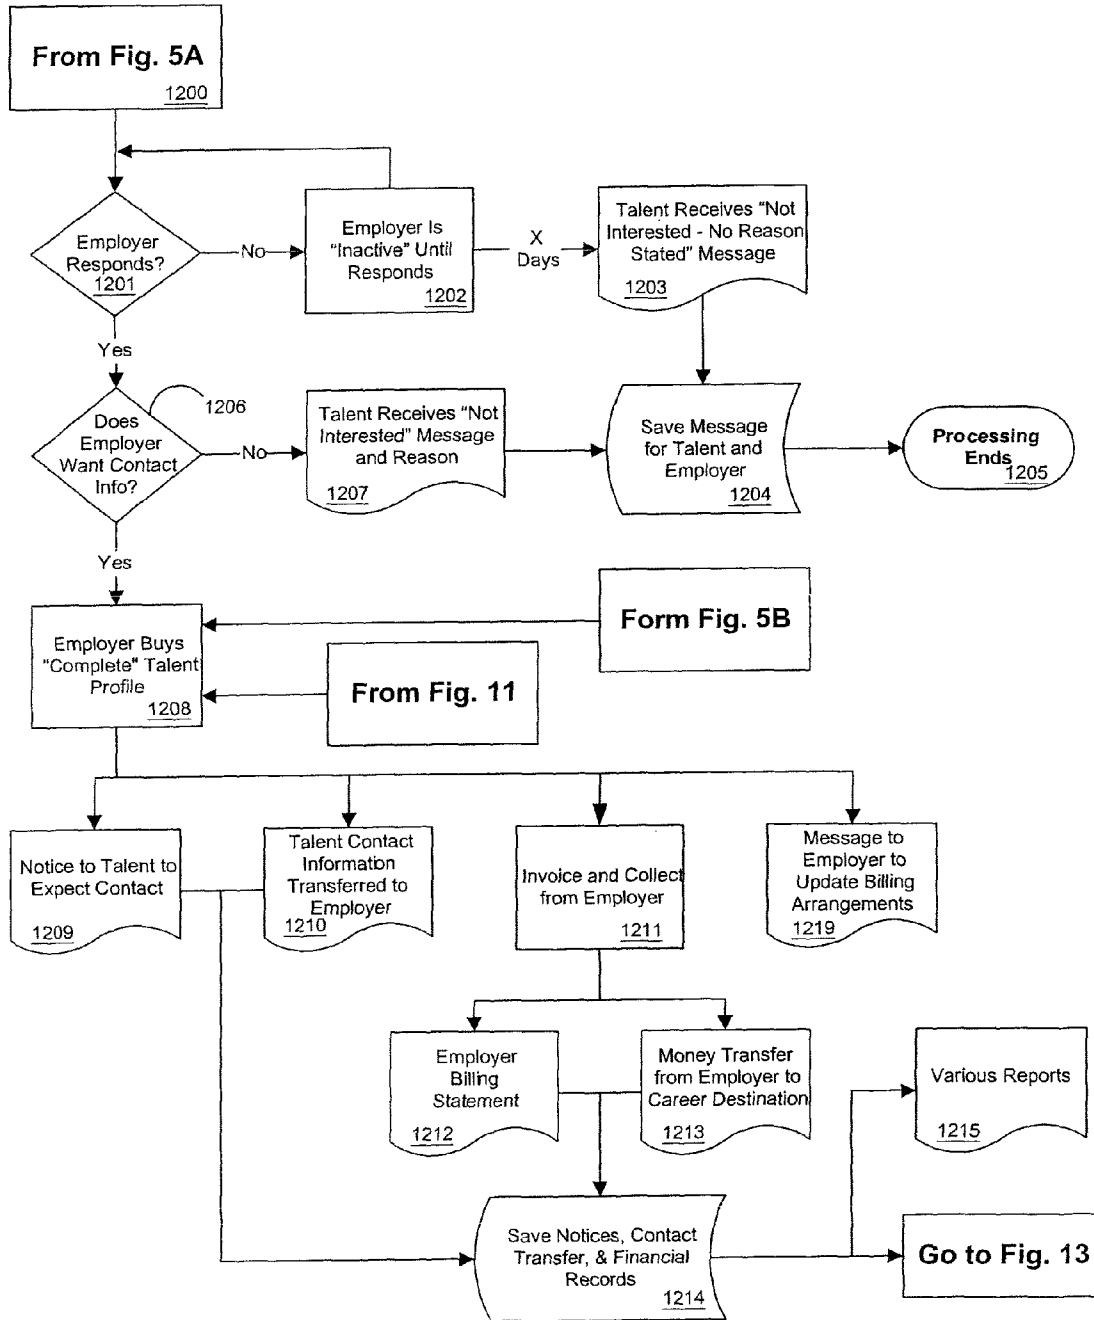 From Fig. 5A
1200
Employer
Responds?
1201
No
Employer Is
"Inactive" Until
Responds
1202
X
Days
Talent Receives "Not
Interested - No Reason
Stated" Message
1203
Yes
Does
Employer
Want Contact
Info?
1206
No
Talent Receives "Not
Interested" Message
and Reason
1207
Save Message
for Talent and
Employer
1204
Processing
Ends
1205
Yes
Employer Buys
"Complete" Talent
Profile
1208
Form Fig. 5B
From Fig. 11
Notice to Talent to
Expect Contact
1209
Talent Contact
Information
Transferred to
Employer
1210
Invoice and Collect
from Employer
1211
Message to
Employer to
Update Billing
Arrangements
1219
Employer
Billing
Statement
1212
Money Transfer
from Employer to
Career Destination
1213
Various Reports
1215
Save Notices, Contact
Transfer, & Financial
Records
1214
Go to Fig. 13